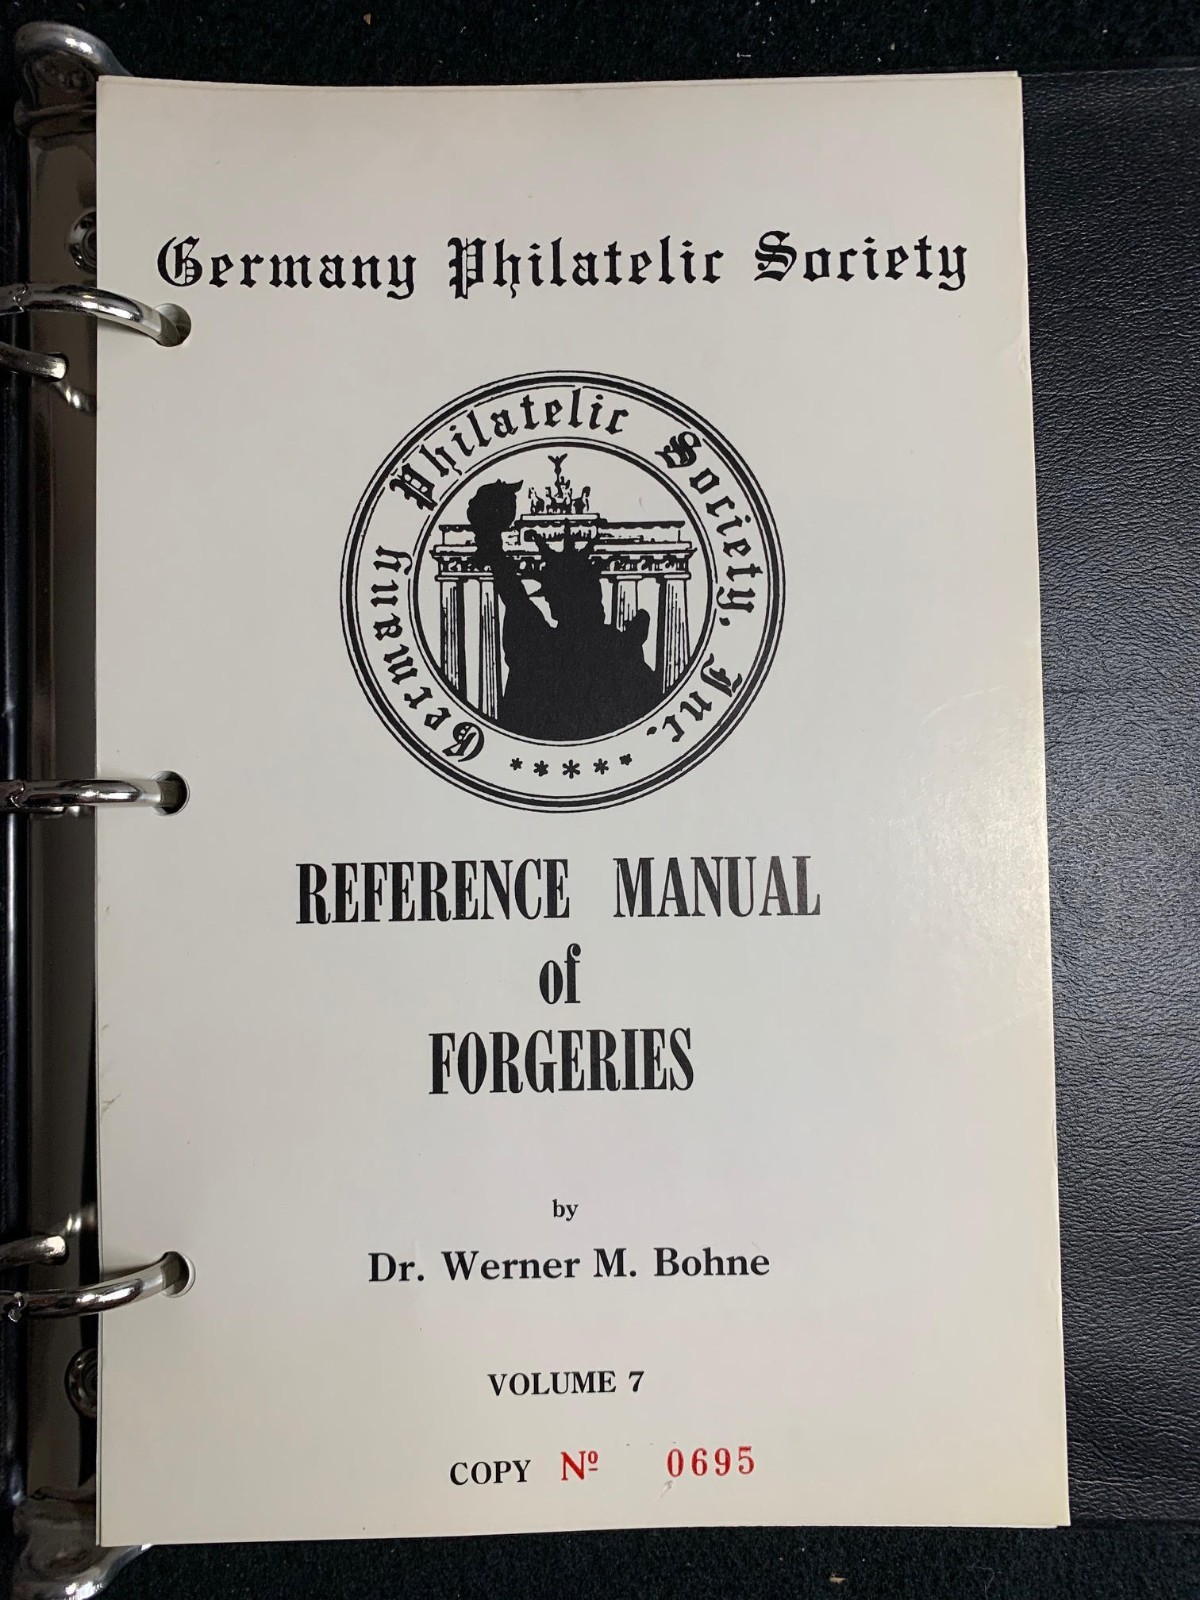 Germany Philatelic Society
Germany Philatelic Society, Inc.
*****
REFERENCE MANUAL
of
FORGERIES
by
Dr. Werner M. Bohne
VOLUME 7
COPY Nº 0695